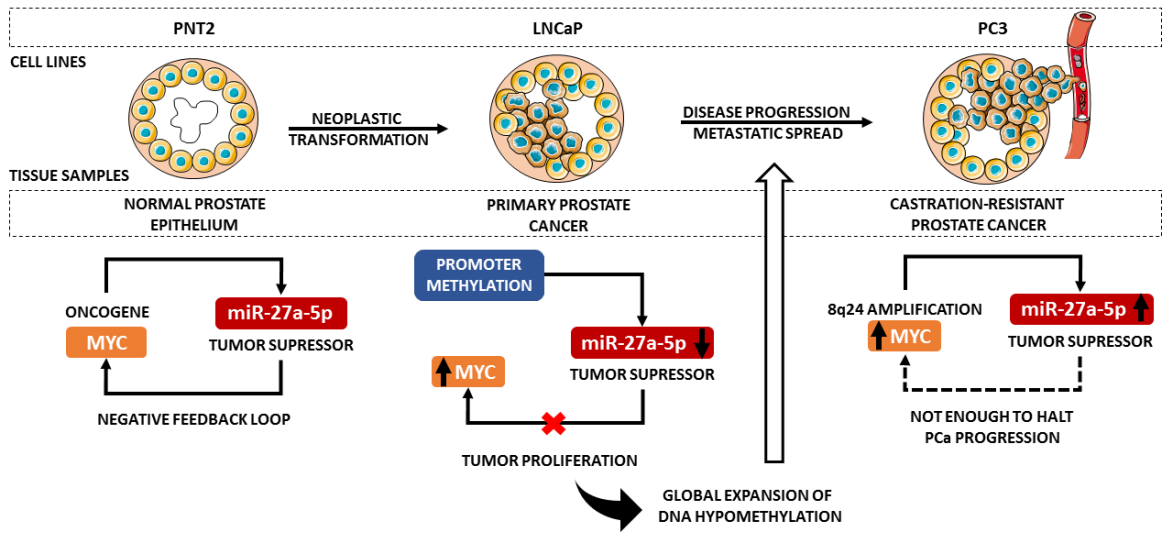 PNT2
LNCaP
PC3
CELL LINES
NEOPLASTIC
TRANSFORMATION
DISEASE PROGRESSION
METASTATIC SPREAD
TISSUE SAMPLES
NORMAL PROSTATE
EPITHELIUM
PRIMARY PROSTATE
CANCER
CASTRATION-RESISTANT
PROSTATE CANCER
ONCOGENE
MYC
miR-27a-5p
TUMOR SUPRESSOR
NEGATIVE FEEDBACK LOOP
PROMOTER
METHYLATION
miR-27a-5p
TUMOR SUPRESSOR
MYC
TUMOR PROLIFERATION
GLOBAL EXPANSION OF
DNA HYPOMETHYLATION
8q24 AMPLIFICATION
MYC
miR-27a-5p
TUMOR SUPRESSOR
NOT ENOUGH TO HALT
PCa PROGRESSION